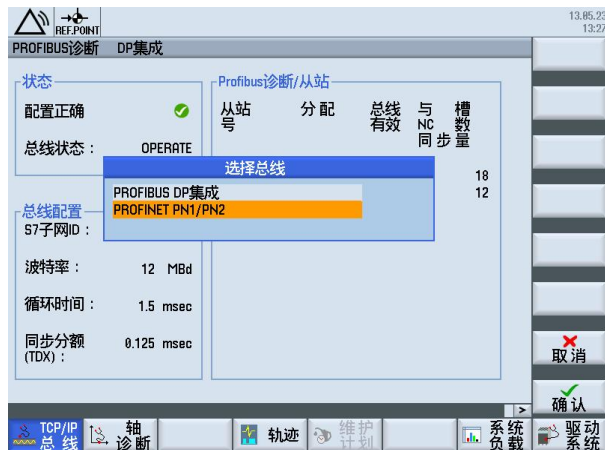 REF.POINT
13.05.23
13:27
PROFIBUS诊断 DP集成
状态
配置正确
总线状态： OPERATE
Profibus诊断/从站
从站号 分配 总线有效 与NC同步 槽数量
18
12
选择总线
PROFIBUS DP集成
PROFINET PN1/PN2
总线配置
S7子网ID：
波特率： 12 MBd
循环时间： 1.5 msec
同步分额
(TDX)： 0.125 msec
取消
确认
>
TCP/IP
总线
轴
诊断
轨迹
维护
计划
系统
负载
驱动
系统